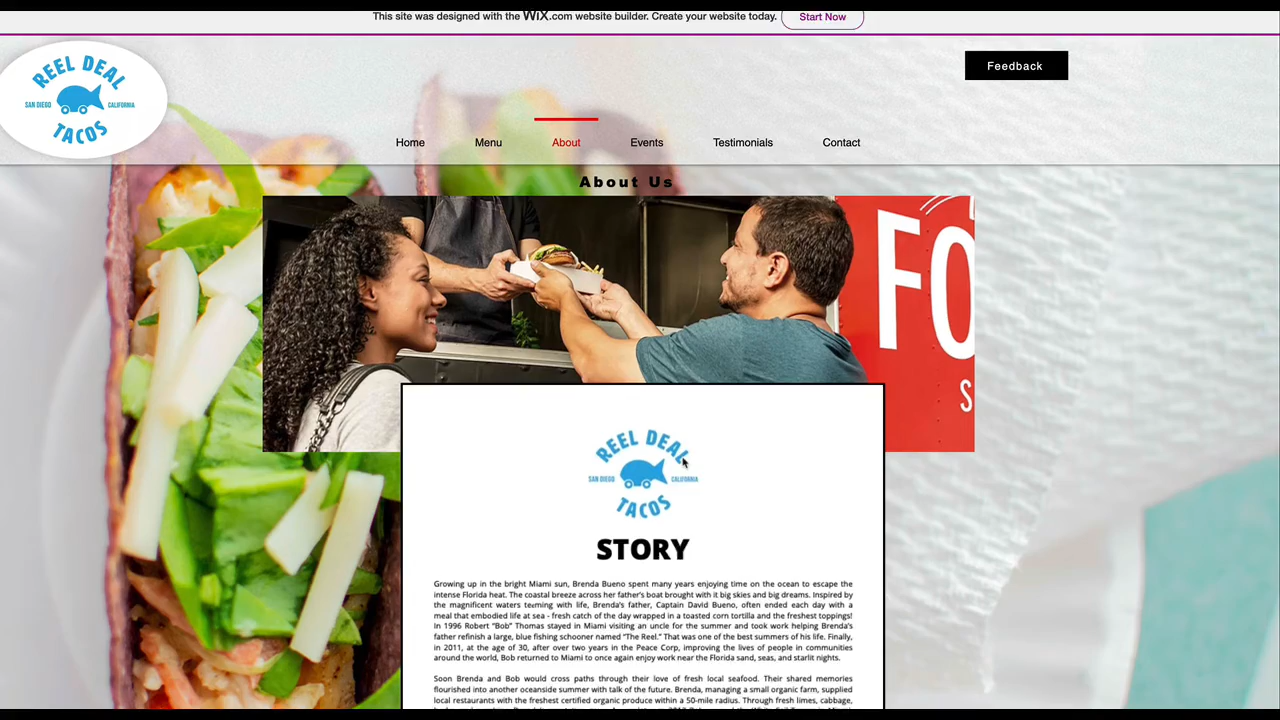 This site was designed with the WiX.com website builder. Create your website today.
Start Now
REEL DEAL
SAN DIEGO
CALIFORNIA
TACOS
Feedback
Home
Menu
About
Events
Testimonials
Contact
About Us
FO
S
REEL DEAL
SAN DIEGO
CALIFORNIA
TACOS
STORY
Growing up in the bright Miami sun, Brenda Bueno spent many years enjoying time on the ocean to escape the
intense Florida heat. The coastal breeze across her father's boat brought with it big skies and big dreams. Inspired by
the magnificent waters teeming with life, Brenda's father, Captain David Bueno, often ended each day with a
meal that embodied life at sea - fresh catch of the day wrapped in a toasted corn tortilla and the freshest toppings!
In 1996 Robert "Bob" Thomas stayed in Miami visiting an uncle for the summer and took work helping Brenda's
father refinish a large, blue fishing schooner named "The Reel." That was one of the best summers of his life. Finally,
in 2011, at the age of 30, after over two years in the Peace Corp, improving the lives of people in communities
around the world, Bob returned to Miami to once again enjoy work near the Florida sand, seas, and starlit nights.
Soon Brenda and Bob would cross paths through their love of fresh local seafood. Their shared memories
flourished into another oceanside summer with talk of the future. Brenda, managing a small organic farm, supplied
local restaurants with the freshest certified organic produce within a 50-mile radius. Through fresh limes, cabbage,